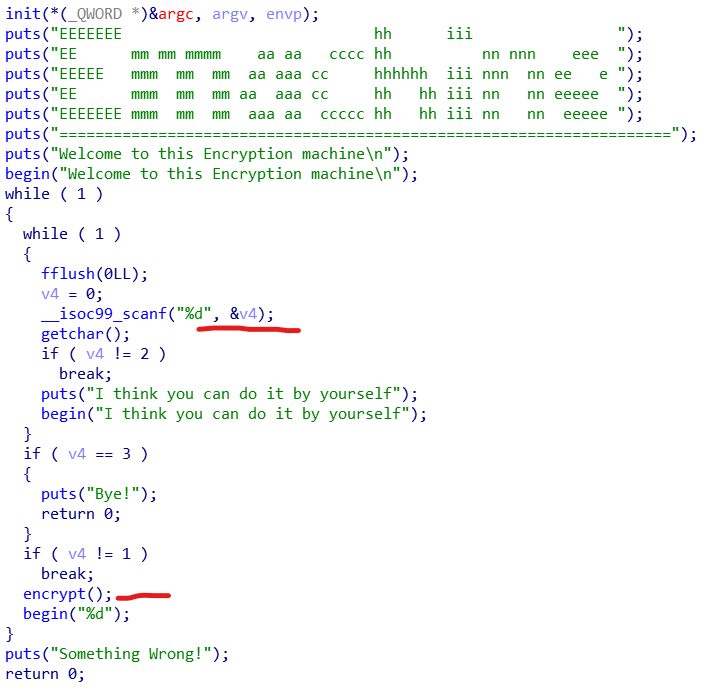 init(*(_QWORD *)&argc, argv, envp);
puts("EEEEEEE                            hh      iii                ");
puts("EE      mm mm mmmm    aa aa   cccc hh          nn nnn    eee  ");
puts("EEEEE   mmm  mm  mm  aa aaa cc     hhhhhh  iii nnn  nn ee   e ");
puts("EE      mmm  mm  mm aa  aaa cc     hh   hh iii nn   nn eeeee  ");
puts("EEEEEEE mmm  mm  mm  aaa aa  ccccc hh   hh iii nn   nn  eeeee ");
puts("====================================================================");
puts("Welcome to this Encryption machine\n");
begin("Welcome to this Encryption machine\n");
while ( 1 )
{
  while ( 1 )
  {
    fflush(0LL);
    v4 = 0;
    __isoc99_scanf("%d", &v4);
    getchar();
    if ( v4 != 2 )
      break;
    puts("I think you can do it by yourself");
    begin("I think you can do it by yourself");
  }
  if ( v4 == 3 )
  {
    puts("Bye!");
    return 0;
  }
  if ( v4 != 1 )
    break;
  encrypt();
  begin("%d");
}
puts("Something Wrong!");
return 0;